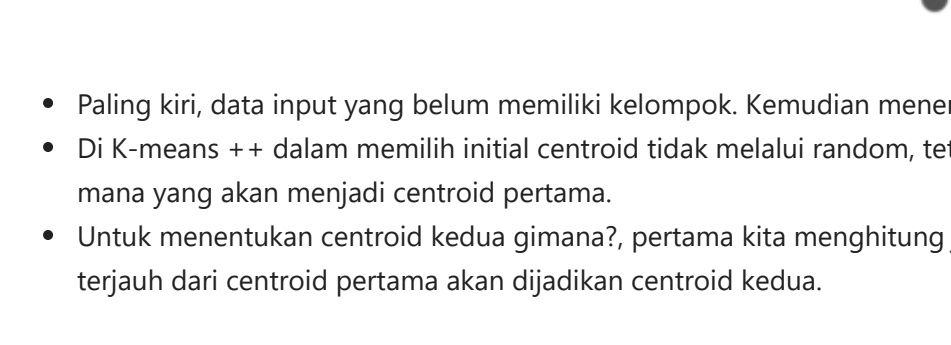 Paling kiri, data input yang belum memiliki kelompok. Kemudian
Di K-means ++ dalam memilih initial centroid tidak melalui random,
mana yang akan menjadi centroid pertama.
Untuk menentukan centroid kedua gimana?, pertama kita menghitung
terjauh dari centroid pertama akan dijadikan centroid kedua.